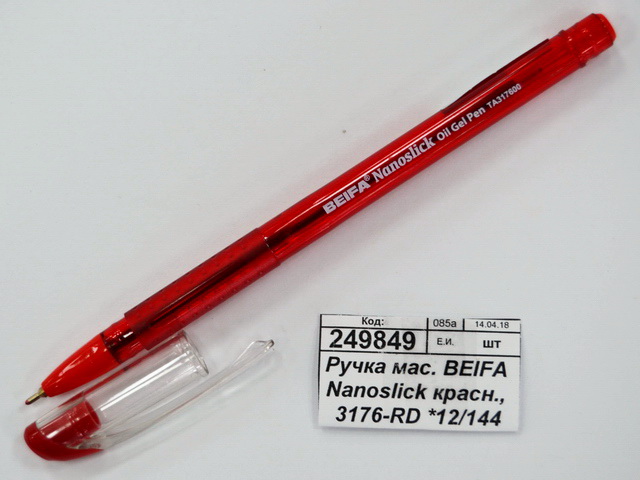 BEIFA® Nanoslick Oil Gel Pen TA317600
Код: 085а 14.04.18
249849 Е.И. шт
Ручка мас. BEIFA
Nanoslick красн.,
3176-RD *12/144